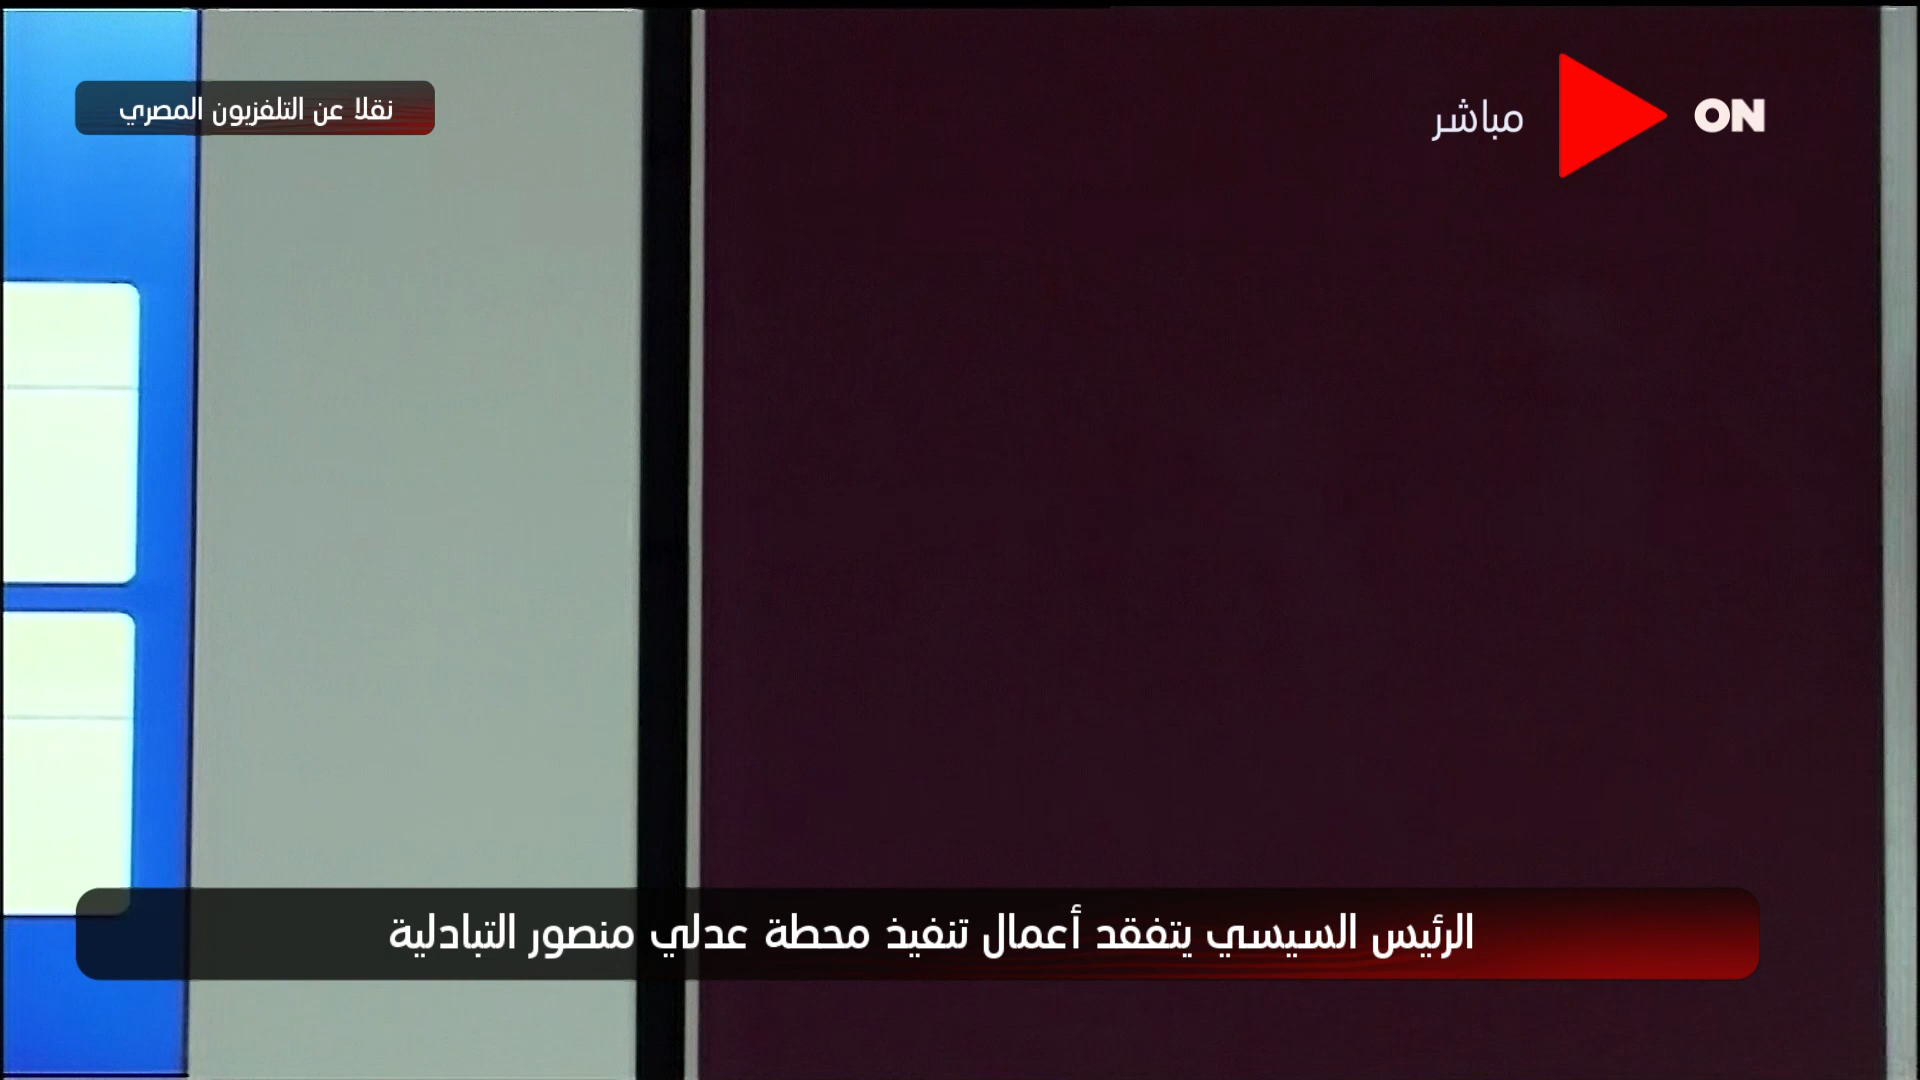 نقلا عن التلفزيون المصري
مباشر
ON
الرئيس السيسي يتفقد أعمال تنفيذ محطة عدلي منصور التبادلية